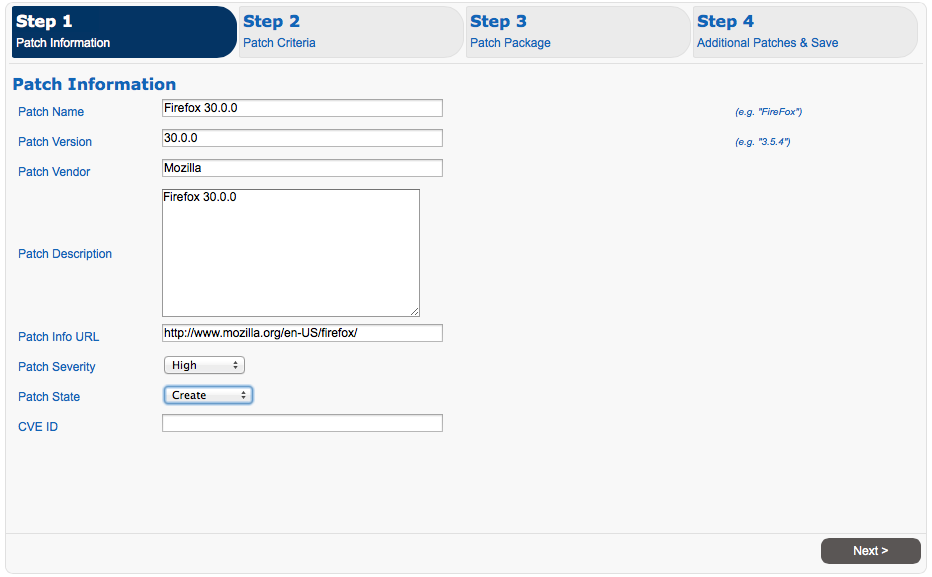 Step 1
Patch Information
Step 2
Patch Criteria
Step 3
Patch Package
Step 4
Additional Patches & Save
Patch Information
Patch Name Firefox 30.0.0 (e.g. "FireFox")
Patch Version 30.0.0 (e.g. "3.5.4")
Patch Vendor Mozilla
Patch Description Firefox 30.0.0
Patch Info URL http://www.mozilla.org/en-US/firefox/
Patch Severity High
Patch State Create
CVE ID
Next >